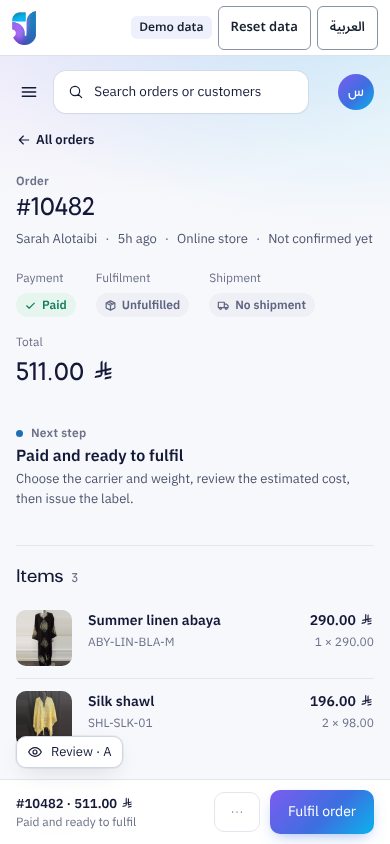 Demo data
Reset data
العربية
Search orders or customers
س
← All orders
Order
#10482
Sarah Alotaibi · 5h ago · Online store · Not confirmed yet
Payment Fulfilment Shipment
Paid Unfulfilled No shipment
Total
511.00 ⃁
Next step
Paid and ready to fulfil
Choose the carrier and weight, review the estimated cost,
then issue the label.
Items 3
Summer linen abaya 290.00 ⃁
ABY-LIN-BLA-M 1 × 290.00
Silk shawl 196.00 ⃁
SHL-SLK-01 2 × 98.00
Review · A
#10482 · 511.00 ⃁
Paid and ready to fulfil
...
Fulfil order